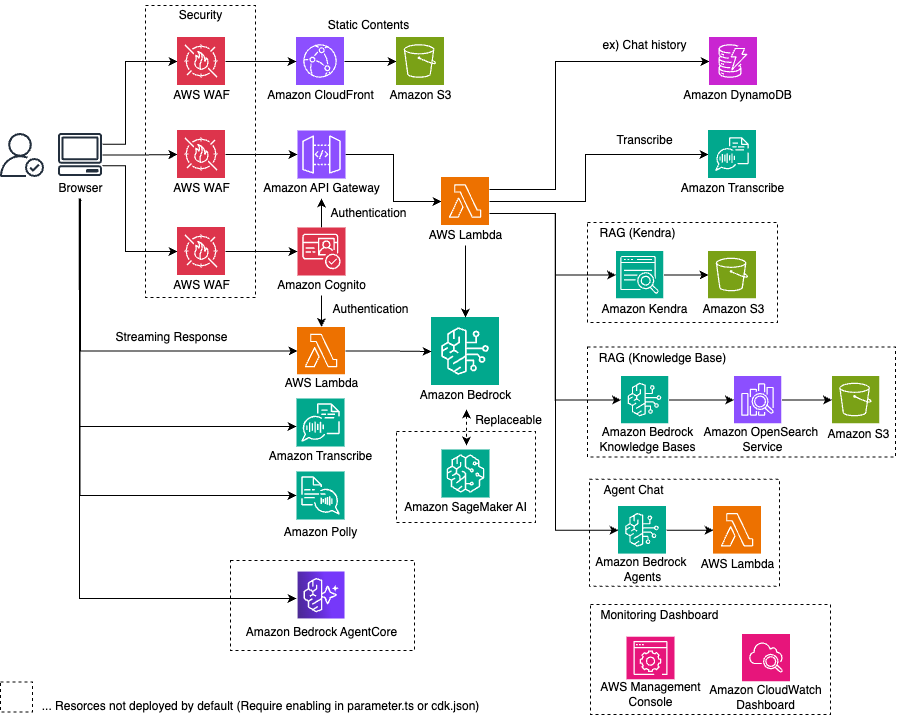 Security
Static Contents
ex) Chat history
AWS WAF
Amazon CloudFront
Amazon S3
Amazon DynamoDB
Transcribe
Browser
AWS WAF
Amazon API Gateway
Amazon Transcribe
Authentication
AWS Lambda
RAG (Kendra)
AWS WAF
Amazon Cognito
Amazon Kendra
Amazon S3
Authentication
Streaming Response
AWS Lambda
Amazon Bedrock
RAG (Knowledge Base)
Replaceable
Amazon Bedrock
Knowledge Bases
Amazon OpenSearch
Service
Amazon S3
Amazon Transcribe
Amazon SageMaker AI
Agent Chat
Amazon Polly
Amazon Bedrock
Agents
AWS Lambda
Amazon Bedrock AgentCore
Monitoring Dashboard
AWS Management
Console
Amazon CloudWatch
Dashboard
... Resorces not deployed by default (Require enabling in parameter.ts or cdk.json)